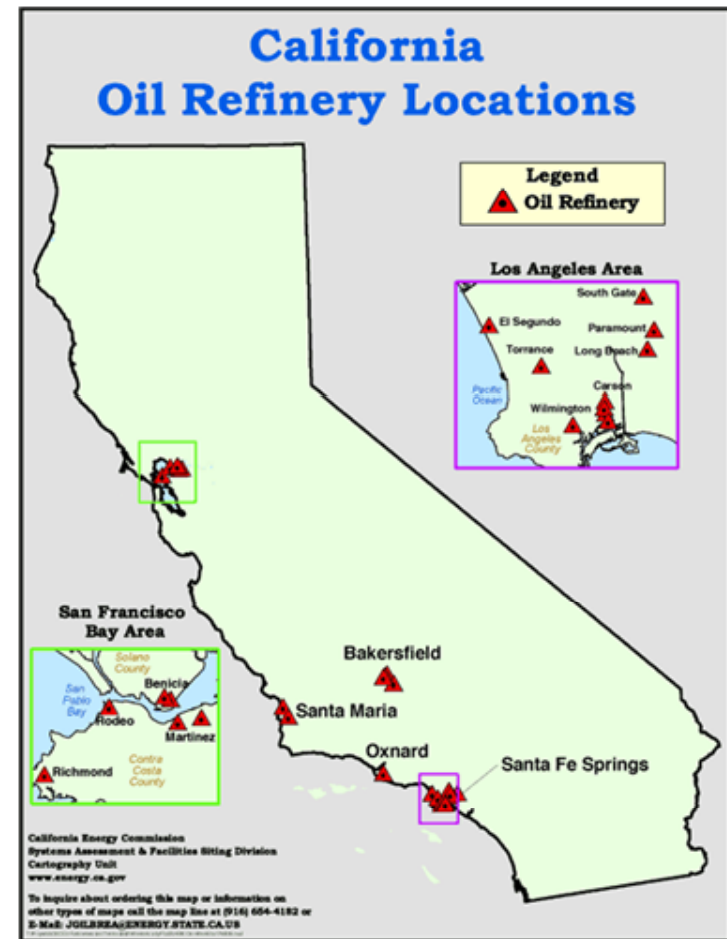 California
Oil Refinery Locations
Legend
Oil Refinery
Los Angeles Area
South Gate
El Segundo
Paramount
Torrance
Long Beach
Carson
Pacific
Ocean
Wilmington
Los
Angeles
County
San Francisco
Bay Area
Solano
County
Benicia
San
Pablo
Bay
Rodeo
Martinez
Contra
Costa
County
Richmond
Bakersfield
Santa Maria
Oxnard
Santa Fe Springs
California Energy Commission
Systems Assessment & Facilities Siting Division
Cartography Unit
www.energy.ca.gov
To inquire about ordering this map or information on
other types of maps call the map line at (916) 654-4182 or
E-Mail: JGILBREA@ENERGY.STATE.CA.US